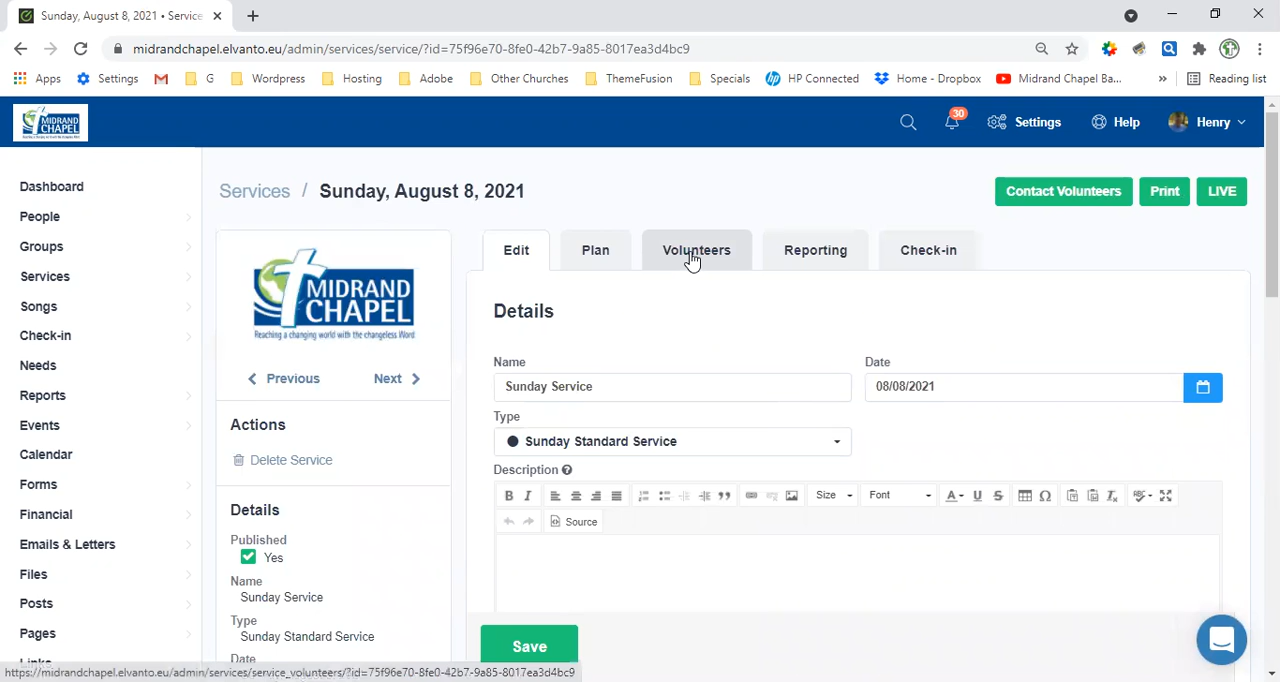 Sunday, August 8, 2021 • Service
midrandchapel.elvanto.eu/admin/services/service/?id=75f96e70-8fe0-42b7-9a85-8017ea3d4bc9
Apps Settings G Wordpress Hosting Adobe Other Churches ThemeFusion Specials HP Connected Home - Dropbox Midrand Chapel Ba... » Reading list
MIDRAND CHAPEL
30 Settings Help Henry
Services / Sunday, August 8, 2021
Contact Volunteers Print LIVE
Dashboard
People
Groups
Services
Songs
Check-in
Needs
Reports
Events
Calendar
Forms
Financial
Emails & Letters
Files
Posts
Pages
Links
MIDRAND
CHAPEL
Reaching a changing world with the changeless Word
Previous Next
Actions
Delete Service
Details
Published
Yes
Name
Sunday Service
Type
Sunday Standard Service
Date
Edit Plan Volunteers Reporting Check-in
Details
Name Date
Sunday Service 08/08/2021
Type
Sunday Standard Service
Description
B I Size Font A U S ABC
Source
Save
https://midrandchapel.elvanto.eu/admin/services/service_volunteers/?id=75f96e70-8fe0-42b7-9a85-8017ea3d4bc9